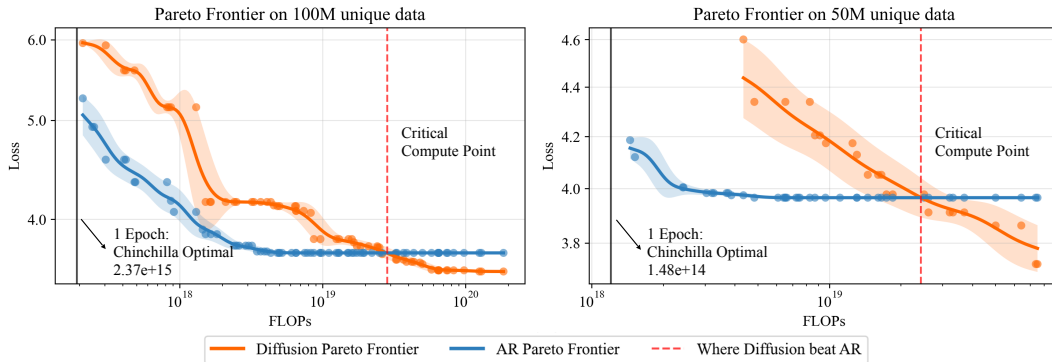 Pareto Frontier on 100M unique data
Pareto Frontier on 50M unique data
Loss
6.0
5.0
4.0
Critical
Compute Point
1 Epoch:
Chinchilla Optimal
2.37e+15
10^18
10^19
10^20
FLOPs
Loss
4.6
4.4
4.2
4.0
3.8
Critical
Compute Point
1 Epoch:
Chinchilla Optimal
1.48e+14
10^18
10^19
FLOPs
Diffusion Pareto Frontier
AR Pareto Frontier
Where Diffusion beat AR